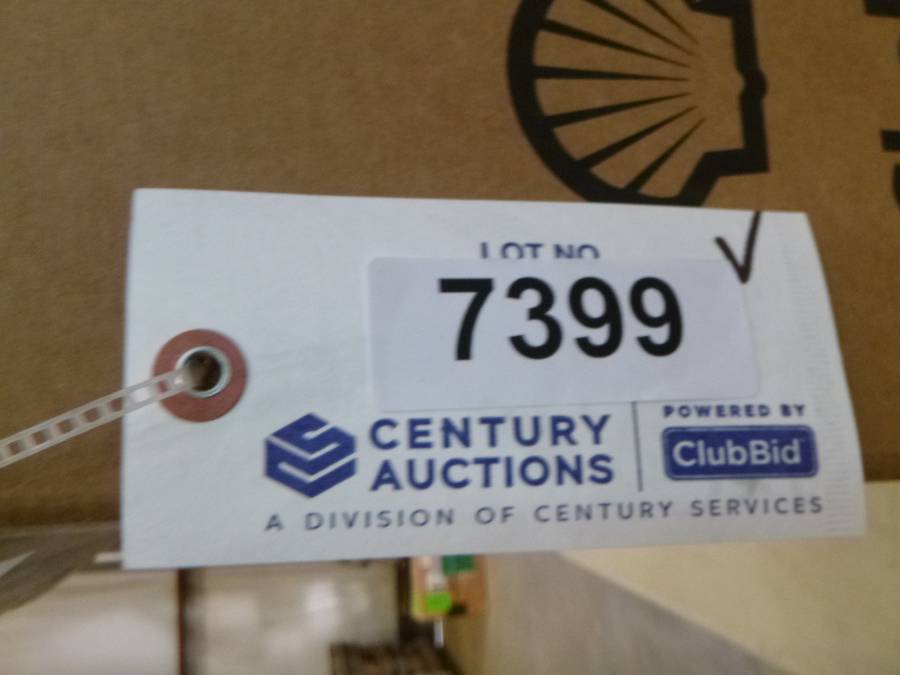 LOT NO
7399
CENTURY
AUCTIONS
POWERED BY
ClubBid
A DIVISION OF CENTURY SERVICES